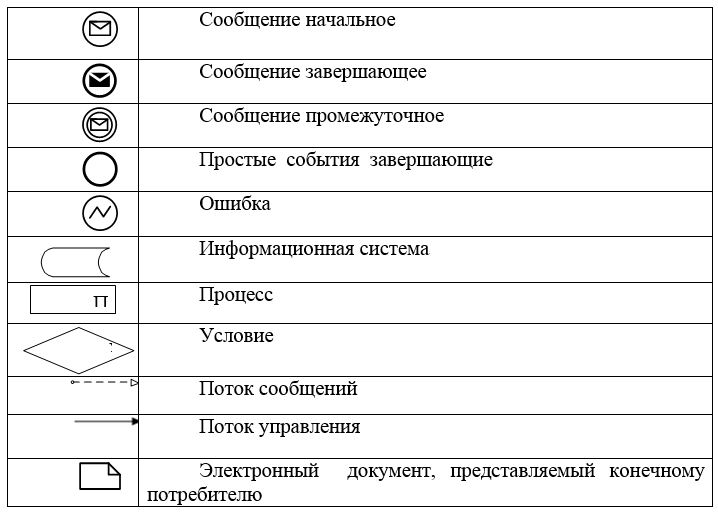 Сообщение начальное
Сообщение завершающее
Сообщение промежуточное
Простые события завершающие
Ошибка
Информационная система
П Процесс
Условие
Поток сообщений
Поток управления
Электронный документ, представляемый конечному
потребителю